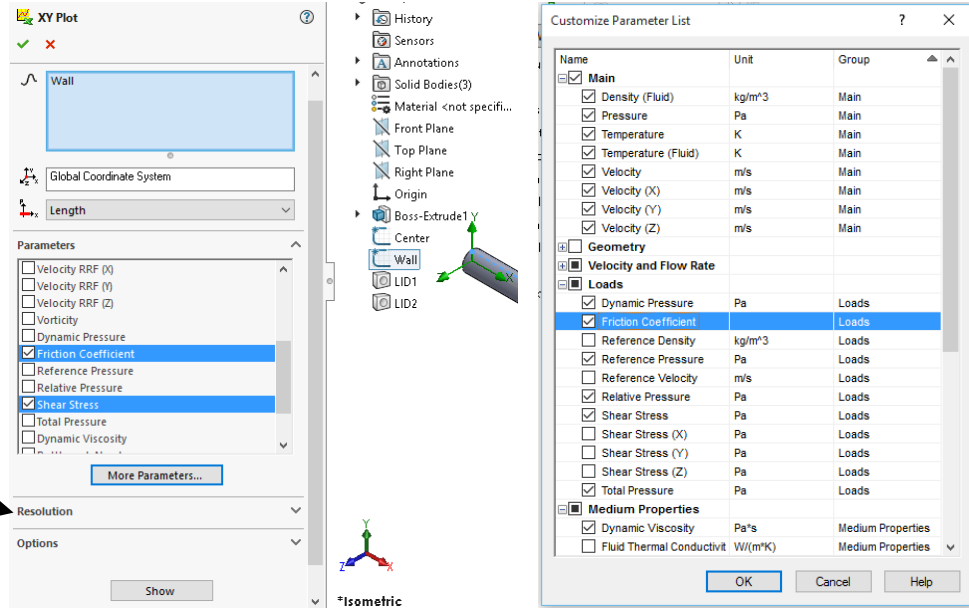 XY Plot
Wall
Global Coordinate System
Length
Parameters
Velocity RRF (X)
Velocity RRF (Y)
Velocity RRF (Z)
Vorticity
Dynamic Pressure
Friction Coefficient
Reference Pressure
Relative Pressure
Shear Stress
Total Pressure
Dynamic Viscosity
More Parameters...
Resolution
Options
Show
History
Sensors
Annotations
Solid Bodies(3)
Material <not specifi...
Front Plane
Top Plane
Right Plane
Origin
Boss-Extrude1
Center
Wall
LID1
LID2
Y
Z
X
Y
Z
X
*Isometric
Customize Parameter List ?
Name Unit Group
Main
Density (Fluid) kg/m^3 Main
Pressure Pa Main
Temperature K Main
Temperature (Fluid) K Main
Velocity m/s Main
Velocity (X) m/s Main
Velocity (Y) m/s Main
Velocity (Z) m/s Main
Geometry
Velocity and Flow Rate
Loads
Dynamic Pressure Pa Loads
Friction Coefficient Loads
Reference Density kg/m^3 Loads
Reference Pressure Pa Loads
Reference Velocity m/s Loads
Relative Pressure Pa Loads
Shear Stress Pa Loads
Shear Stress (X) Pa Loads
Shear Stress (Y) Pa Loads
Shear Stress (Z) Pa Loads
Total Pressure Pa Loads
Medium Properties
Dynamic Viscosity Pa*s Medium Properties
Fluid Thermal Conductivit W/(m*K) Medium Properties
OK Cancel Help